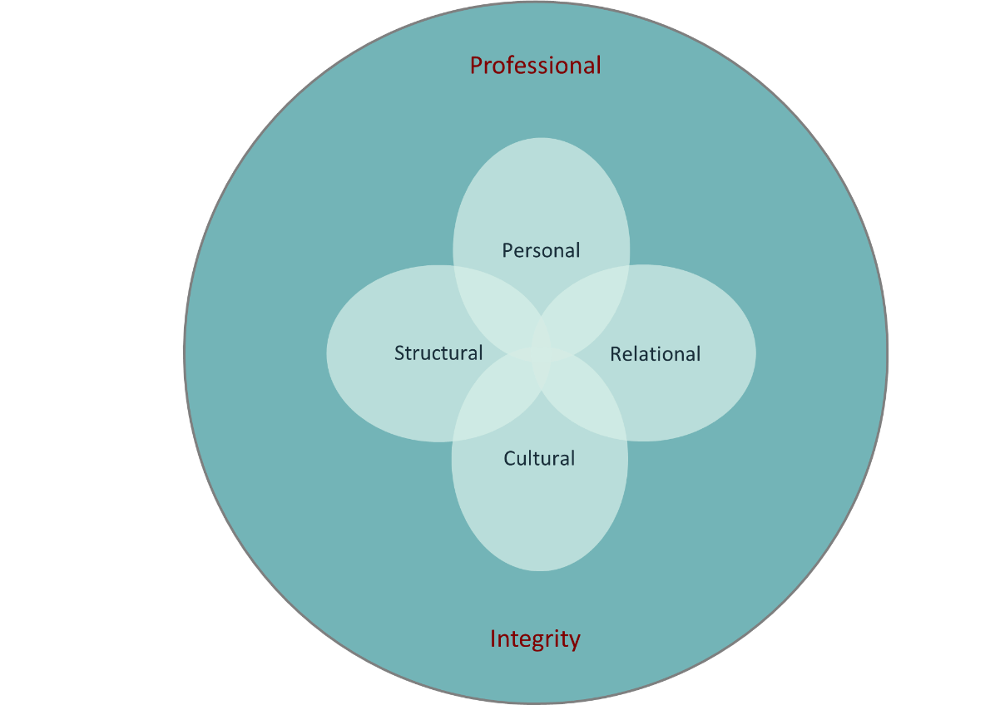 Professional
Personal
Structural
Relational
Cultural
Integrity